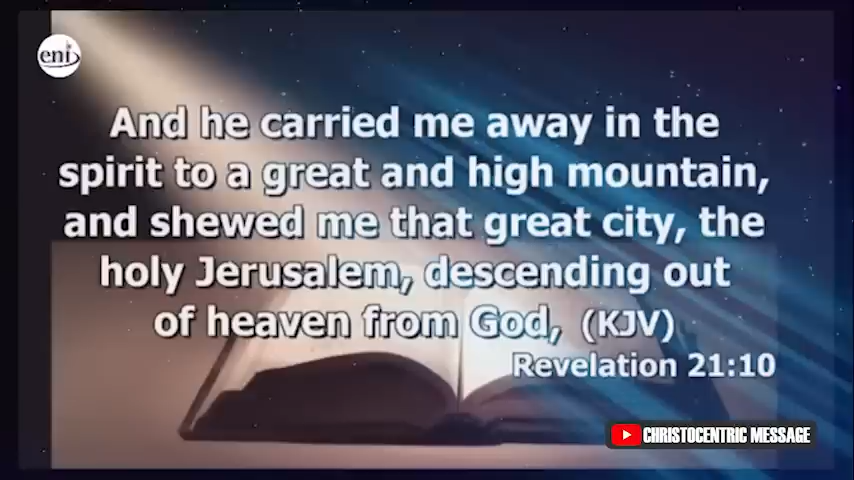 eni
And he carried me away in the
spirit to a great and high mountain,
and shewed me that great city, the
holy Jerusalem, descending out
of heaven from God, (KJV)
Revelation 21:10
CHRISTOCENTRIC MESSAGE